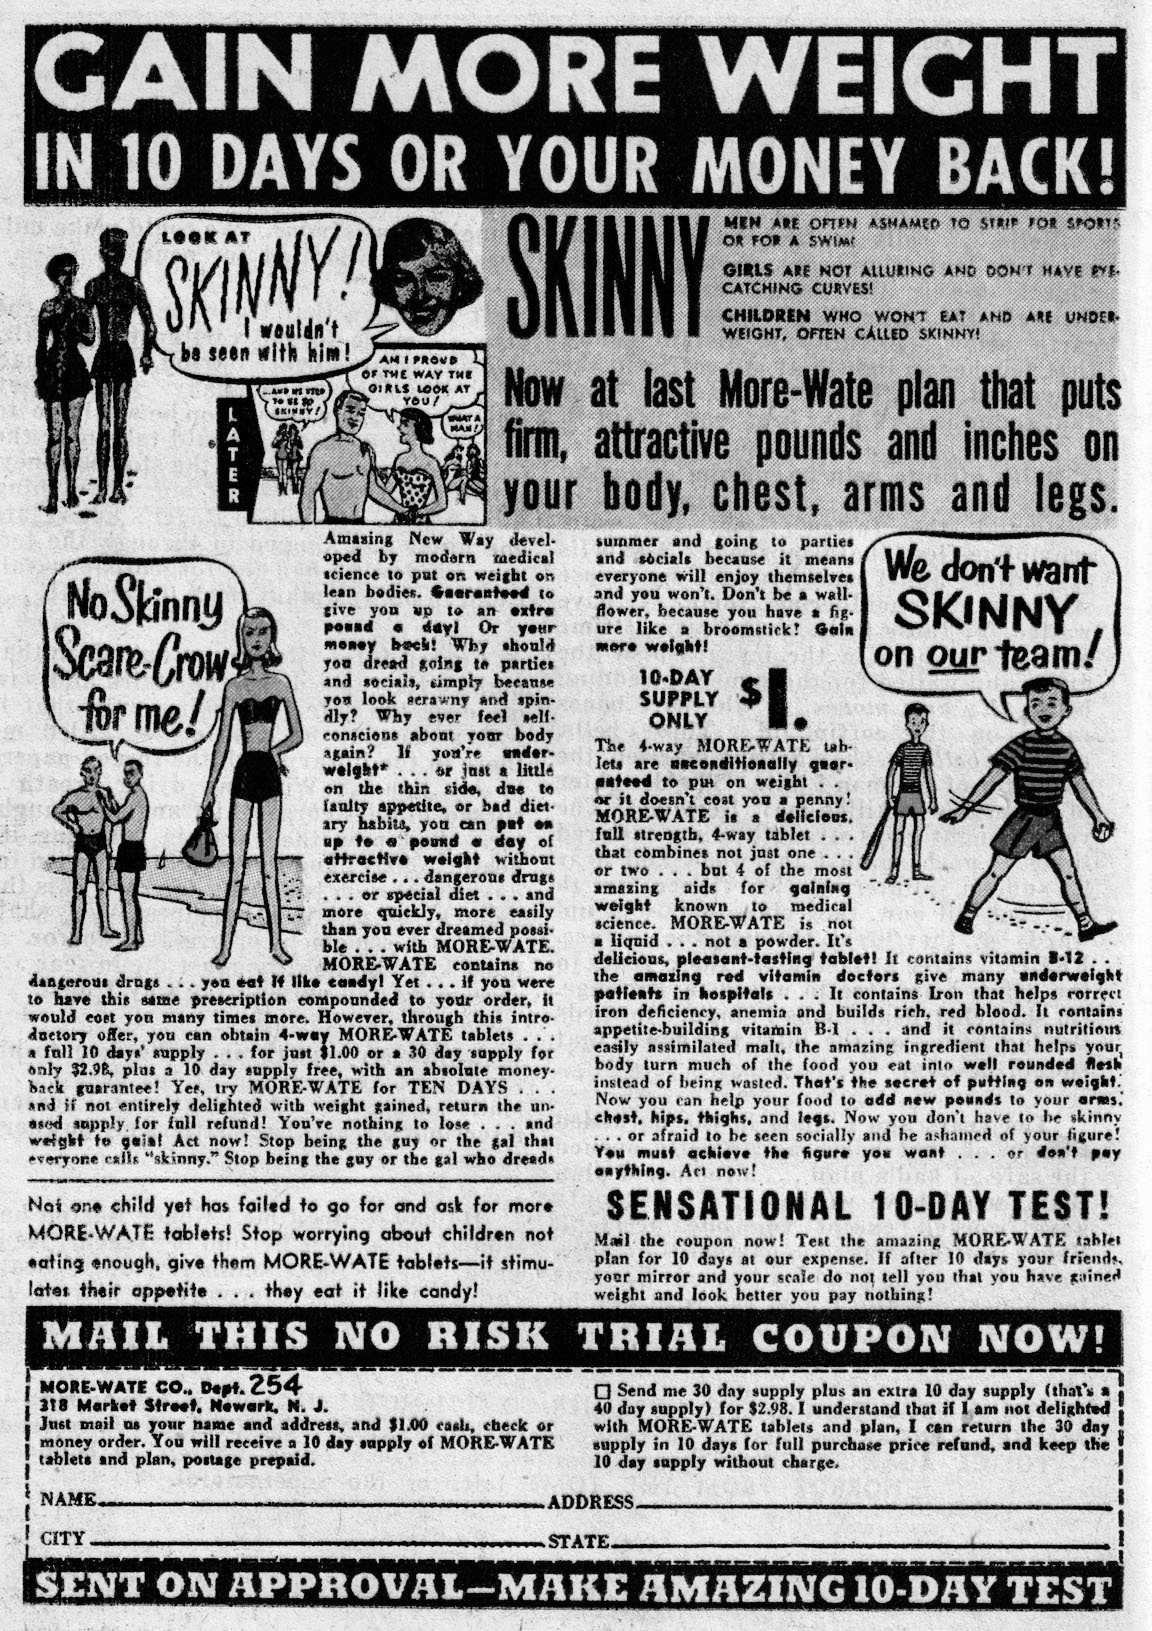 GAIN MORE WEIGHT
IN 10 DAYS OR YOUR MONEY BACK!
LOOK AT
SKINNY!
I wouldn't
be seen with him!
LATER
...AND WE USED
TO BE SO
SKINNY!
AM I PROUD
OF THE WAY THE
GIRLS LOOK AT
YOU!
WHAT A
MAN!
SKINNY
MEN ARE OFTEN ASHAMED TO STRIP FOR SPORTS
OR FOR A SWIM!
GIRLS ARE NOT ALLURING AND DON'T HAVE EYE-
CATCHING CURVES!
CHILDREN WHO WON'T EAT AND ARE UNDER-
WEIGHT, OFTEN CALLED SKINNY!
Now at last More-Wate plan that puts
firm, attractive pounds and inches on
your body, chest, arms and legs.
No Skinny
Scare-Crow
for me!
Amazing New Way devel-
oped by modern medical
science to put on weight on
lean bodies. Guaranteed to
give you up to an extra
pound a day! Or your
money back! Why should
you dread going to parties
and socials, simply because
you look scrawny and spin-
dly? Why ever feel self-
conscious about your body
again? If you're under-
weight* . . . or just a little
on the thin side, due to
faulty appetite, or bad diet-
ary habits, you can put on
up to a pound a day of
attractive weight without
exercise . . . dangerous drugs
. . . or special diet . . . and
more quickly, more easily
than you ever dreamed possi-
ble . . . with MORE-WATE.
MORE-WATE contains no
dangerous drugs . . . you eat it like candy! Yet . . . if you were
to have this same prescription compounded to your order, it
would cost you many times more. However, through this intro-
ductory offer, you can obtain 4-way MORE-WATE tablets . . .
a full 10 days' supply . . . for just $1.00 or a 30 day supply for
only $2.98, plus a 10 day supply free, with an absolute money-
back guarantee! Yes, try MORE-WATE for TEN DAYS . . .
and if not entirely delighted with weight gained, return the un-
used supply for full refund! You've nothing to lose . . . and
weight to gain! Act now! Stop being the guy or the gal that
everyone calls "skinny." Stop being the guy or the gal who dreads
Not one child yet has failed to go for and ask for more
MORE-WATE tablets! Stop worrying about children not
eating enough, give them MORE-WATE tablets—it stimu-
lates their appetite . . . they eat it like candy!
summer and going to parties
and socials because it means
everyone will enjoy themselves
and you won't. Don't be a wall-
flower, because you have a fig-
ure like a broomstick! Gain
more weight!
10-DAY
SUPPLY
ONLY
$1.
We don't want
SKINNY
on our team!
The 4-way MORE-WATE tab-
lets are unconditionally guar-
anteed to put on weight . .
or it doesn't cost you a penny!
MORE-WATE is a delicious,
full strength, 4-way tablet . . .
that combines not just one . . .
or two . . . but 4 of the most
amazing aids for gaining
weight known to medical
science. MORE-WATE is not
a liquid . . . not a powder. It's
delicious, pleasant-tasting tablet! It contains vitamin B-12 . .
the amazing red vitamin doctors give many underweight
patients in hospitals . . . It contains Iron that helps correct
iron deficiency, anemia and builds rich, red blood. It contains
appetite-building vitamin B-1 . . . and it contains nutritious
easily assimilated malt, the amazing ingredient that helps your
body turn much of the food you eat into well rounded flesh
instead of being wasted. That's the secret of putting on weight.
Now you can help your food to add new pounds to your arms,
chest, hips, thighs, and legs. Now you don't have to be skinny
. . . or afraid to be seen socially and be ashamed of your figure!
You must achieve the figure you want . . . or don't pay
anything. Act now!
SENSATIONAL 10-DAY TEST!
Mail the coupon now! Test the amazing MORE-WATE tablet
plan for 10 days at our expense. If after 10 days your friends,
your mirror and your scale do not tell you that you have gained
weight and look better you pay nothing!
MAIL THIS NO RISK TRIAL COUPON NOW!
MORE-WATE CO., Dept. 254
318 Market Street, Newark, N. J.
Just mail us your name and address, and $1.00 cash, check or
money order. You will receive a 10 day supply of MORE-WATE
tablets and plan, postage prepaid.
☐ Send me 30 day supply plus an extra 10 day supply (that's a
40 day supply) for $2.98. I understand that if I am not delighted
with MORE-WATE tablets and plan, I can return the 30 day
supply in 10 days for full purchase price refund, and keep the
10 day supply without charge.
NAME ADDRESS
CITY STATE
SENT ON APPROVAL—MAKE AMAZING 10-DAY TEST